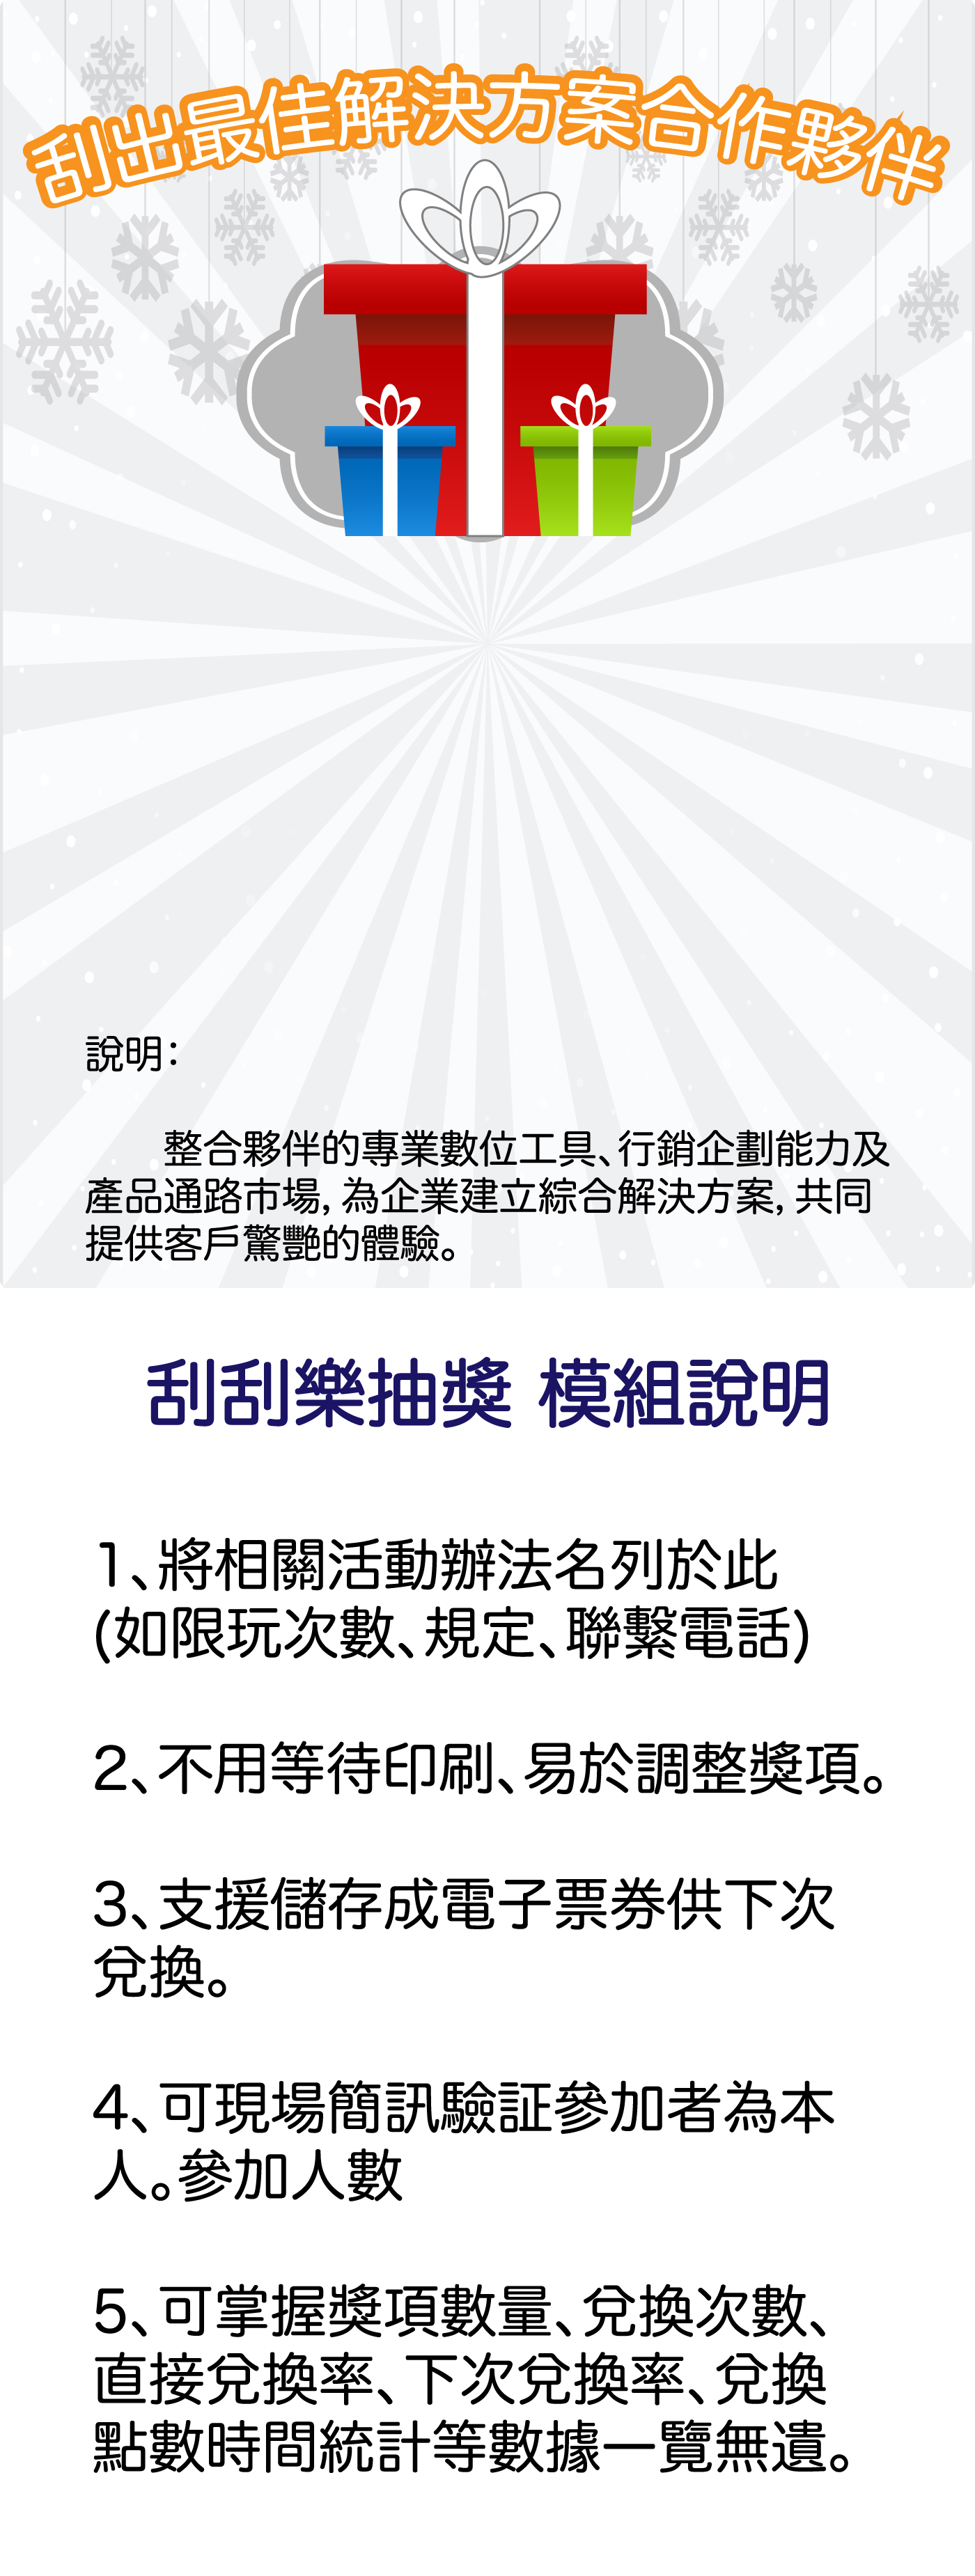 刮出最佳解決方案合作夥伴
說明：
整合夥伴的專業數位工具、行銷企劃能力及
產品通路市場，為企業建立綜合解決方案，共同
提供客戶驚艷的體驗。
刮刮樂抽獎 模組說明
1、將相關活動辦法名列於此
(如限玩次數、規定、聯繫電話)
2、不用等待印刷、易於調整獎項。
3、支援儲存成電子票券供下次
兌換。
4、可現場簡訊驗証參加者為本
人。參加人數
5、可掌握獎項數量、兌換次數、
直接兌換率、下次兌換率、兌換
點數時間統計等數據一覽無遺。